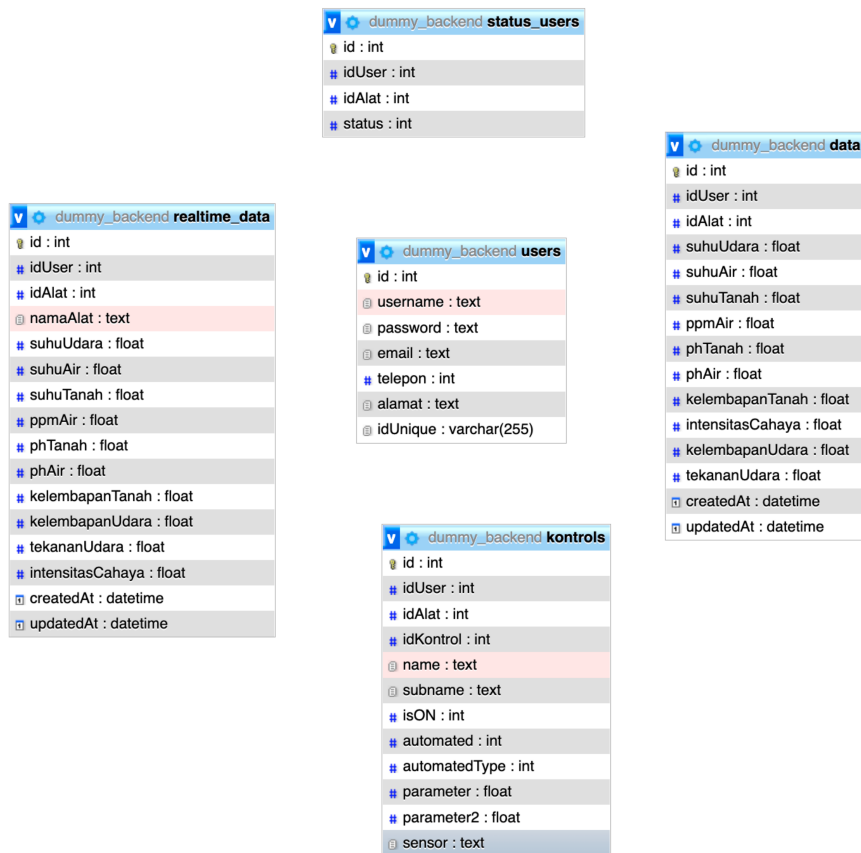 dummy_backend status_users
id : int
idUser : int
idAlat : int
status : int
dummy_backend realtime_data
id : int
idUser : int
idAlat : int
namaAlat : text
suhuUdara : float
suhuAir : float
suhuTanah : float
ppmAir : float
phTanah : float
phAir : float
kelembapanTanah : float
kelembapanUdara : float
tekananUdara : float
intensitasCahaya : float
createdAt : datetime
updatedAt : datetime
dummy_backend users
id : int
username : text
password : text
email : text
telepon : int
alamat : text
idUnique : varchar(255)
dummy_backend kontrols
id : int
idUser : int
idAlat : int
idKontrol : int
name : text
subname : text
isON : int
automated : int
automatedType : int
parameter : float
parameter2 : float
sensor : text
dummy_backend data
id : int
idUser : int
idAlat : int
suhuUdara : float
suhuAir : float
suhuTanah : float
ppmAir : float
phTanah : float
phAir : float
kelembapanTanah : float
intensitasCahaya : float
kelembapanUdara : float
tekananUdara : float
createdAt : datetime
updatedAt : datetime